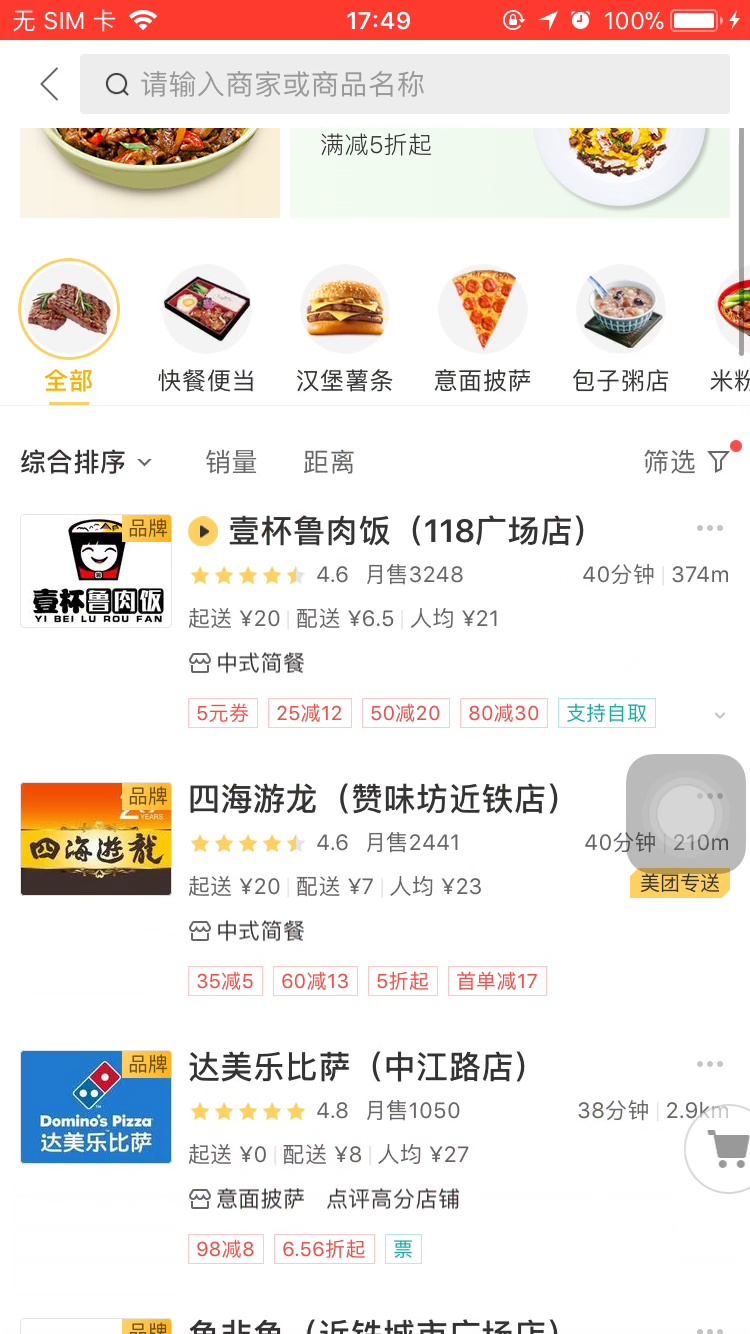 无 SIM 卡 17:49 100%
请输入商家或商品名称
满减5折起
全部 快餐便当 汉堡薯条 意面披萨 包子粥店 米粉
综合排序 销量 距离 筛选
品牌
壹杯鲁肉饭
YI BEI LU ROU FAN
壹杯鲁肉饭（118广场店）
4.6 月售3248 40分钟 374m
起送 ¥20 配送 ¥6.5 人均 ¥21
中式简餐
5元券 25减12 50减20 80减30 支持自取
品牌
YEARS
四海遊龍
四海游龙（赞味坊近铁店）
4.6 月售2441 40分钟 210m
美团专送
起送 ¥20 配送 ¥7 人均 ¥23
中式简餐
35减5 60减13 5折起 首单减17
品牌
Domino's Pizza
达美乐比萨
达美乐比萨（中江路店）
4.8 月售1050 38分钟 2.9km
起送 ¥0 配送 ¥8 人均 ¥27
意面披萨 点评高分店铺
98减8 6.56折起 票
品牌
鱼非鱼（近铁城市广场店）